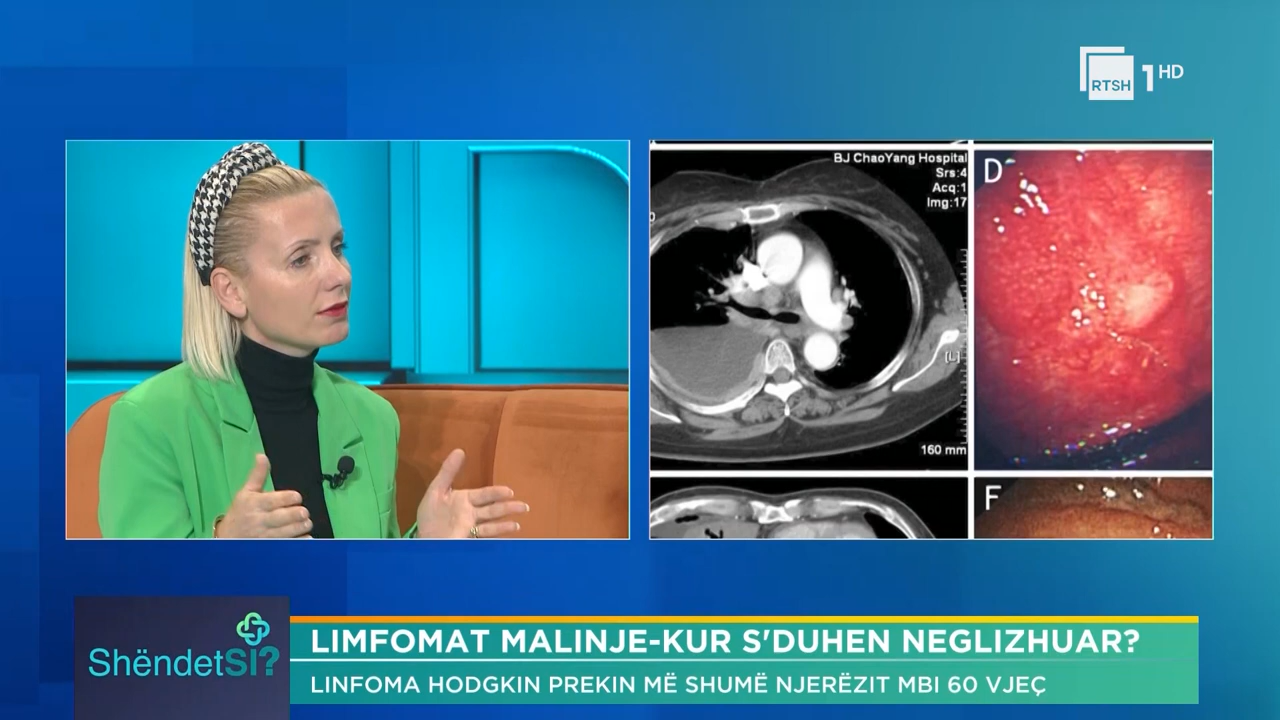 RTSH 1 HD
BJ ChaoYang Hospital
Srs:4
Acq:1
Img:17
D
[L]
160 mm
F
ShëndetSI?
LIMFOMAT MALINJE-KUR S'DUHEN NEGLIZHUAR?
LINFOMA HODGKIN PREKIN MË SHUMË NJERËZIT MBI 60 VJEÇ